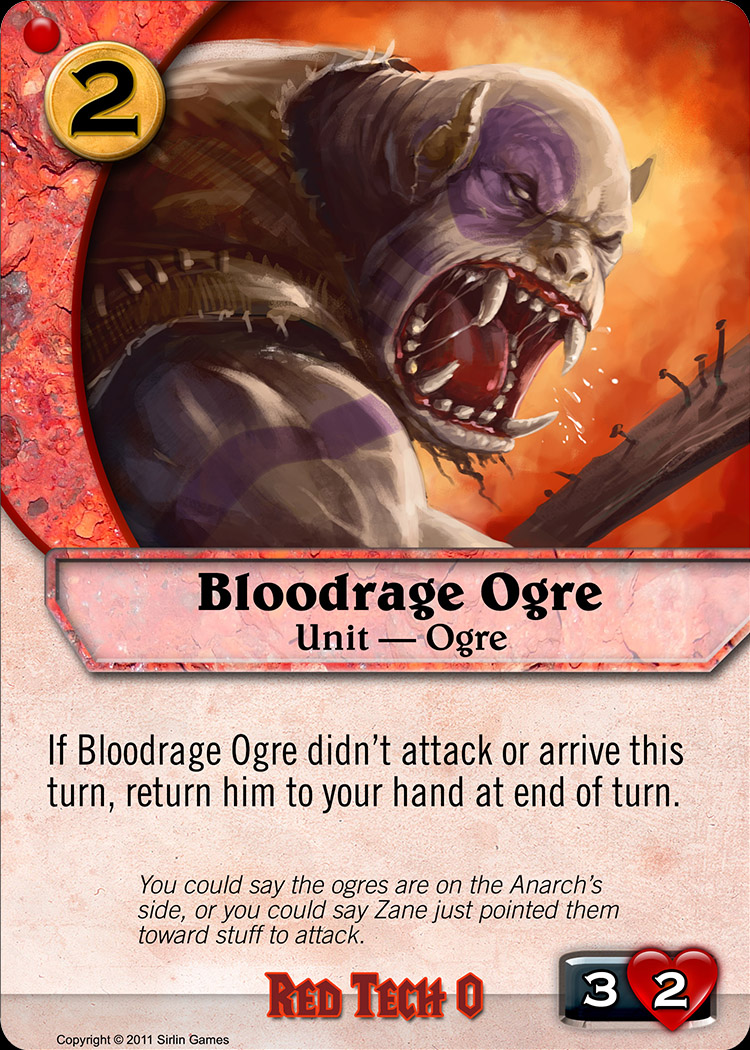 2
Bloodrage Ogre
Unit — Ogre
If Bloodrage Ogre didn't attack or arrive this
turn, return him to your hand at end of turn.
You could say the ogres are on the Anarch's
side, or you could say Zane just pointed them
toward stuff to attack.
Red Tech 0
3 2
Copyright © 2011 Sirlin Games